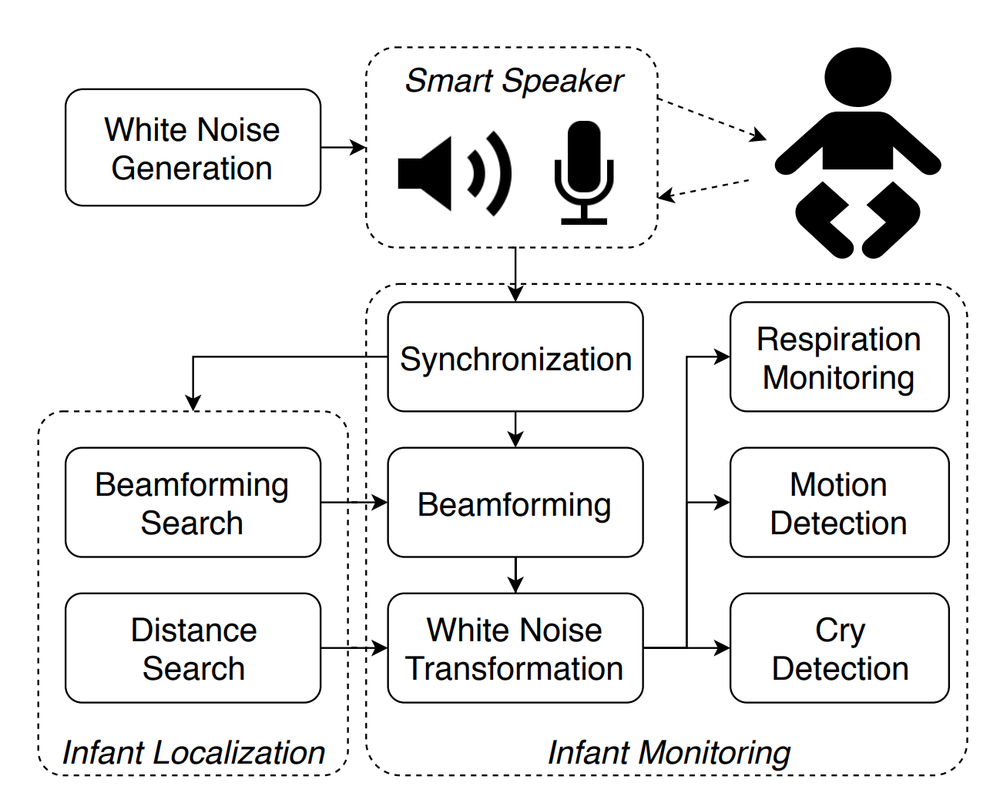 Smart Speaker
White Noise
Generation
Synchronization
Respiration
Monitoring
Beamforming
Search
Beamforming
Motion
Detection
Distance
Search
White Noise
Transformation
Cry
Detection
Infant Localization
Infant Monitoring